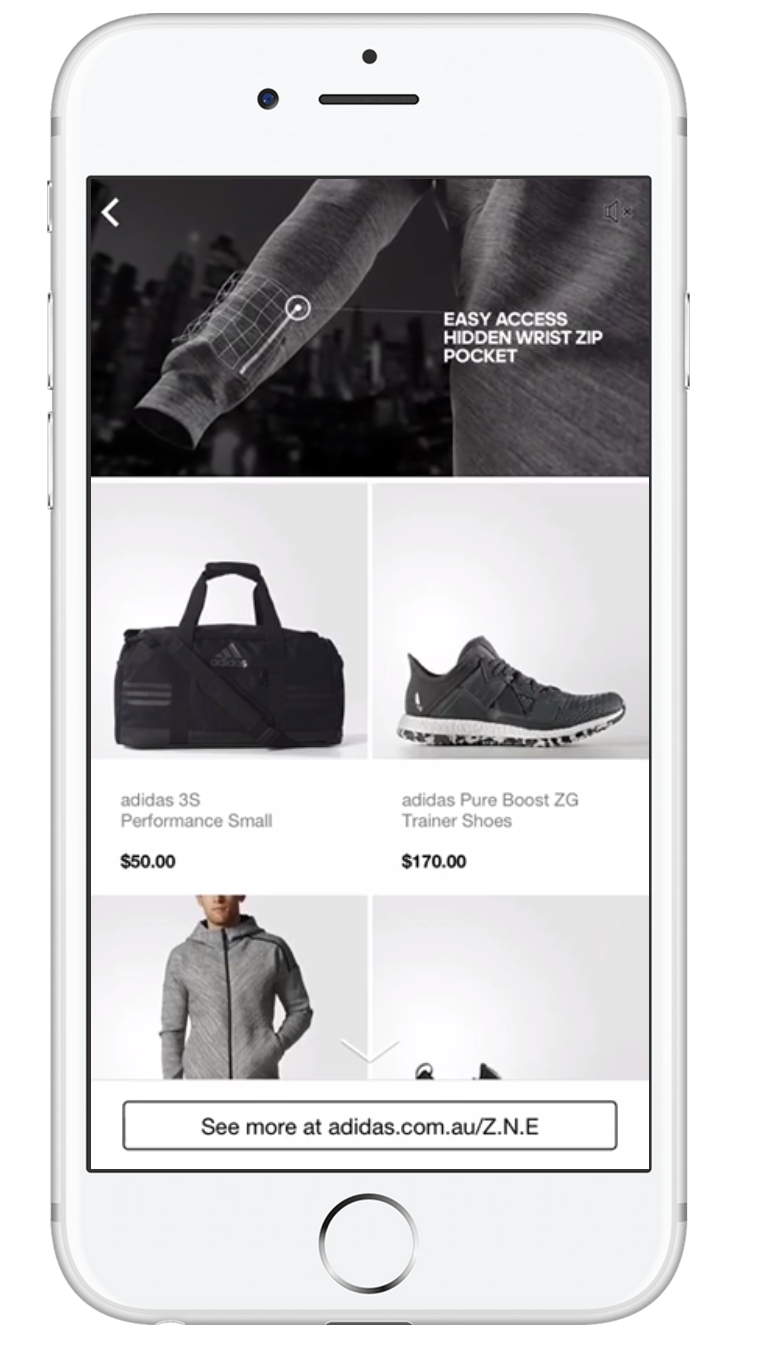 EASY ACCESS
HIDDEN WRIST ZIP
POCKET
adidas
adidas 3S
Performance Small
$50.00
adidas Pure Boost ZG
Trainer Shoes
$170.00
See more at adidas.com.au/Z.N.E